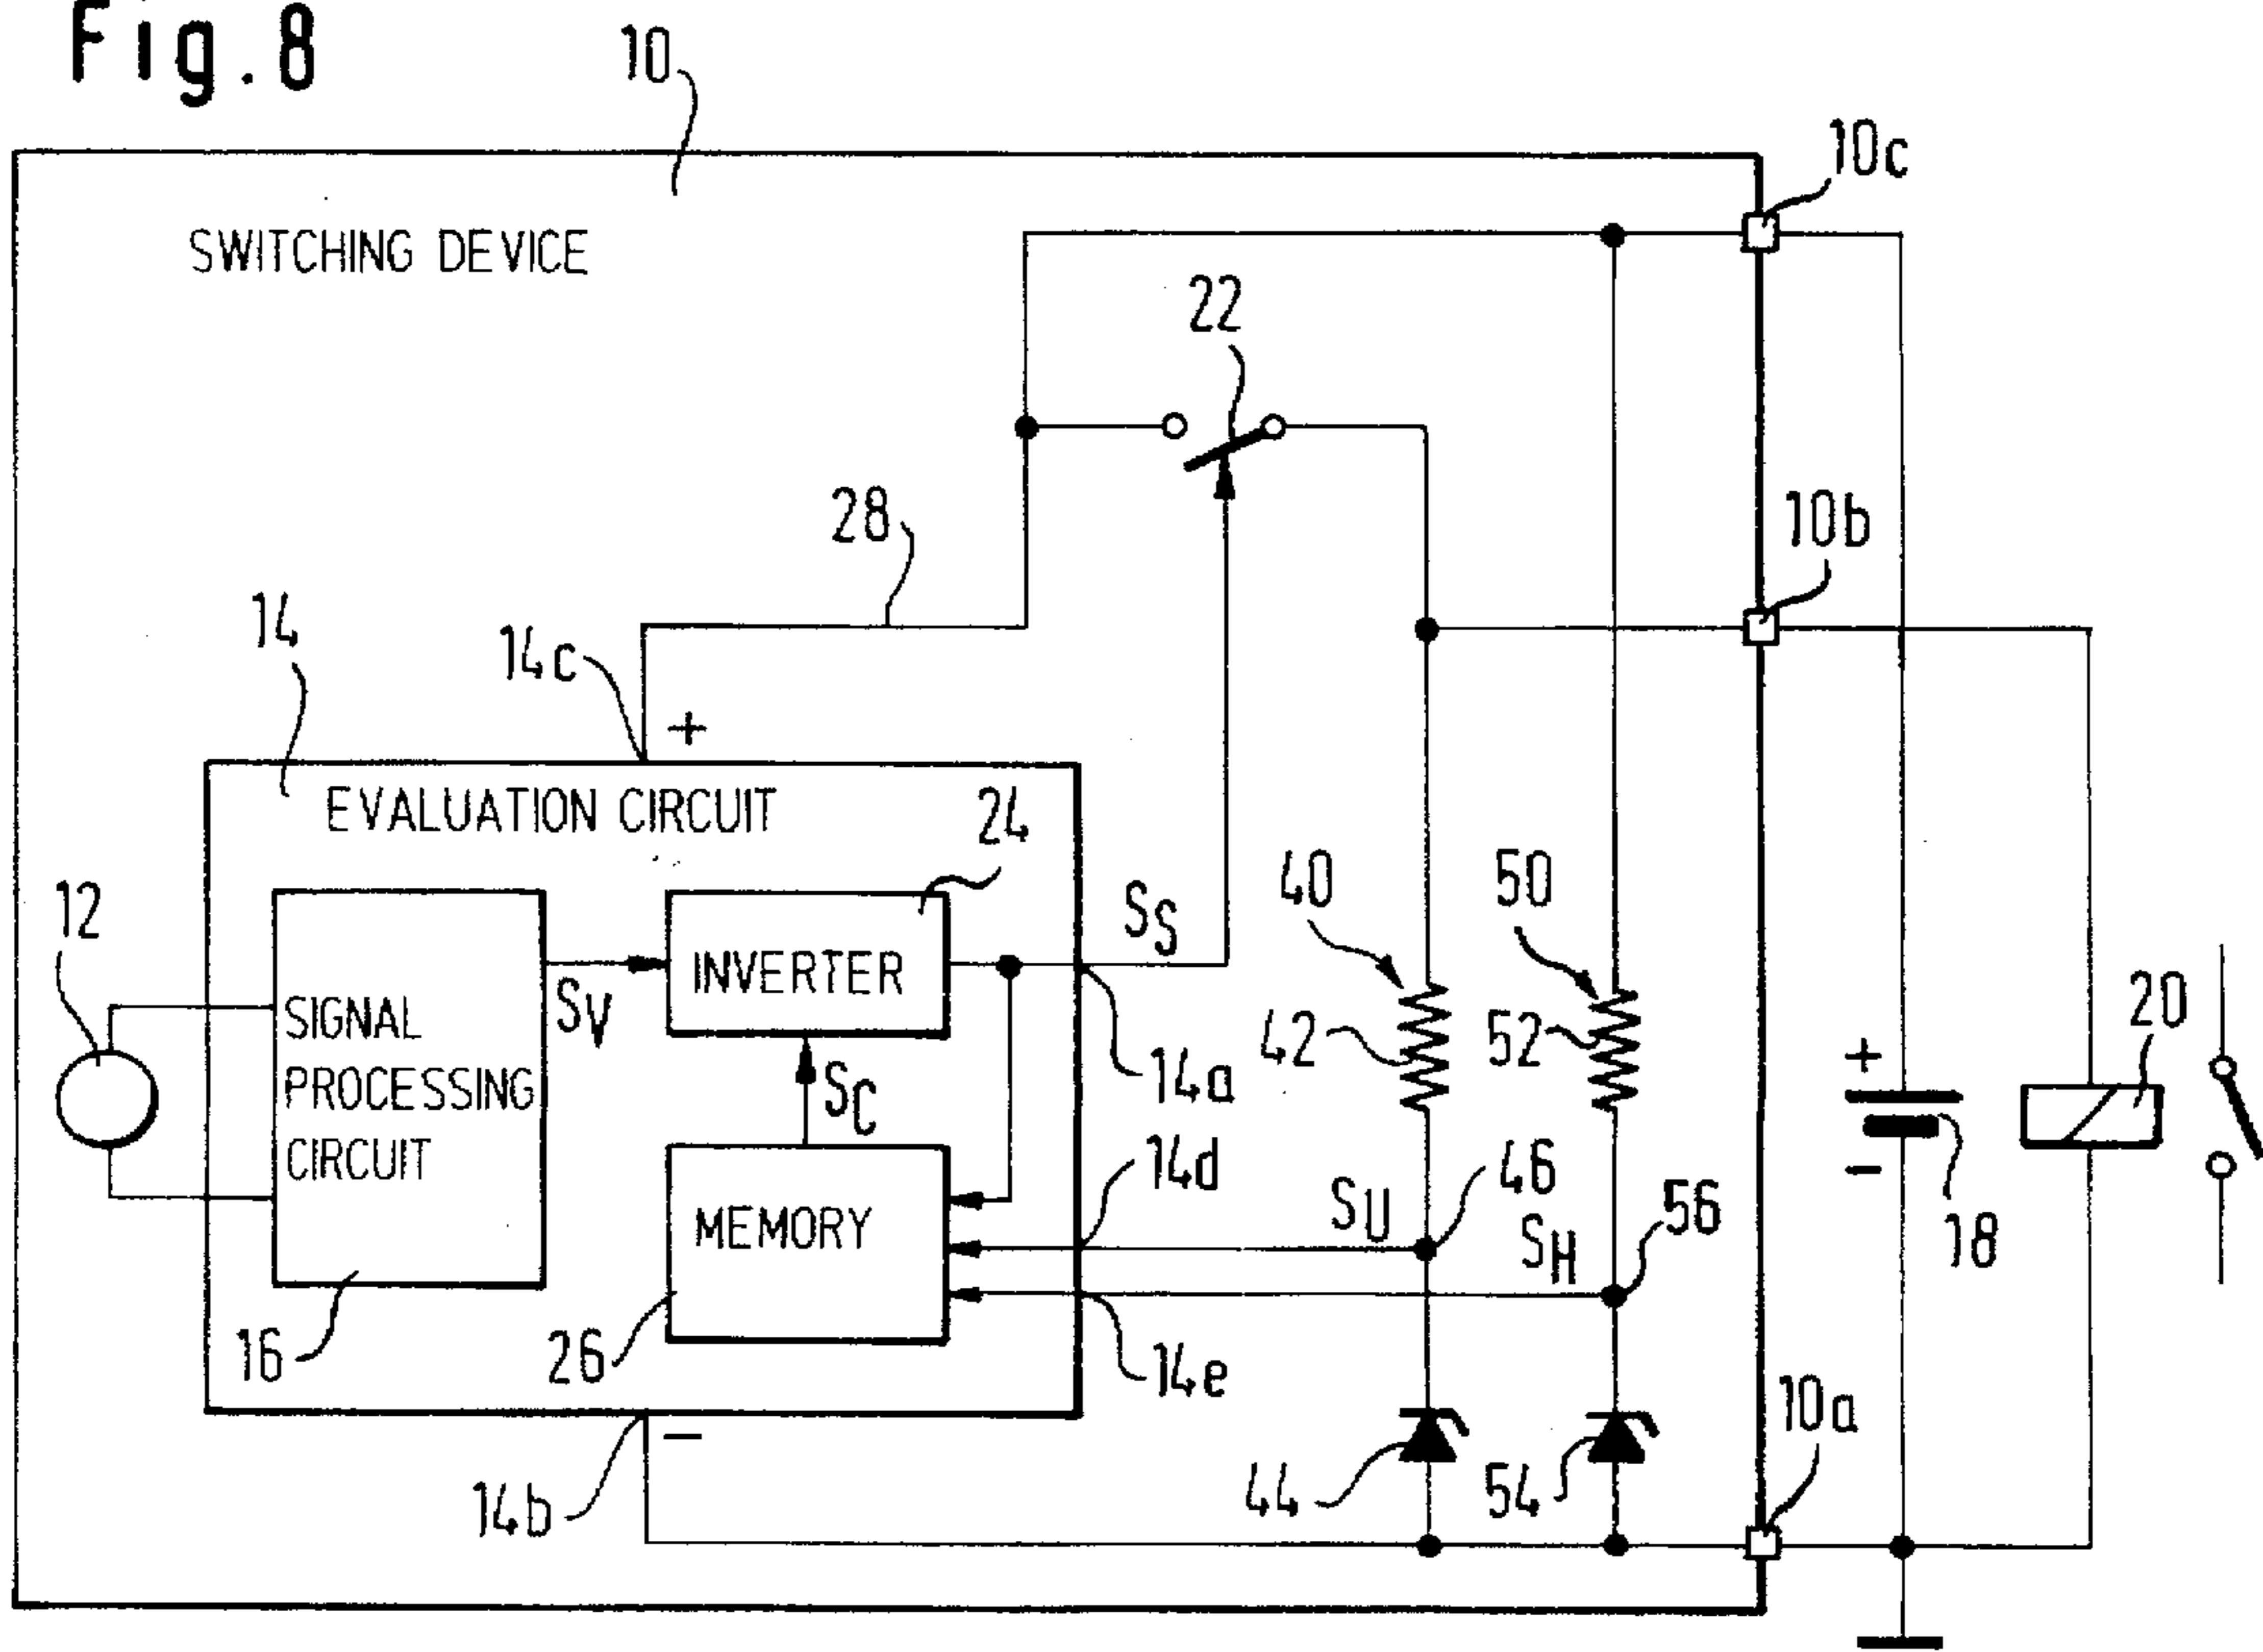 Fig.8
10
10c
SWITCHING DEVICE
22
28
10b
14
14c
+
EVALUATION CIRCUIT
24
12
SS
40
50
INVERTER
SV
SIGNAL
PROCESSING
CIRCUIT
42
52
20
+
14a
SC
14d
46
SU
56
MEMORY
SH
-
18
16
26
14e
10a
-
14b
44
54